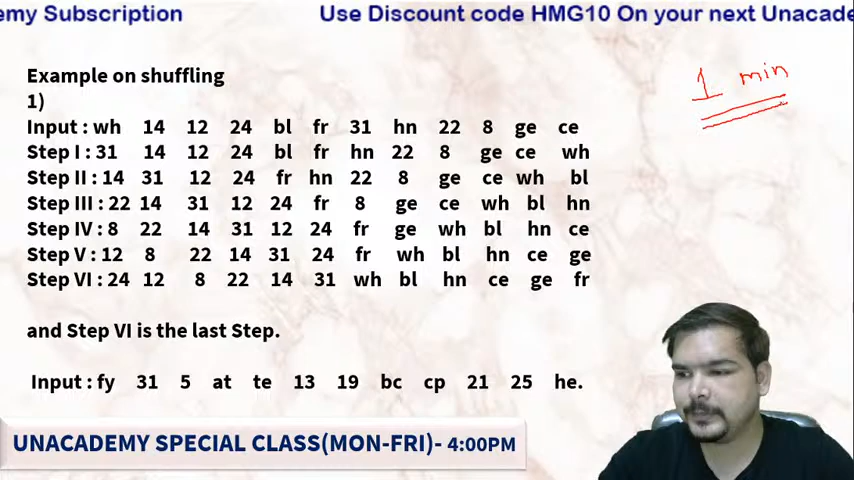 emy Subscription Use Discount code HMG10 On your next Unacade
Example on shuffling
1 min
1)
Input : wh 14 12 24 bl fr 31 hn 22 8 ge ce
Step I : 31 14 12 24 bl fr hn 22 8 ge ce wh
Step II : 14 31 12 24 fr hn 22 8 ge ce wh bl
Step III : 22 14 31 12 24 fr 8 ge ce wh bl hn
Step IV : 8 22 14 31 12 24 fr ge wh bl hn ce
Step V : 12 8 22 14 31 24 fr wh bl hn ce ge
Step VI : 24 12 8 22 14 31 wh bl hn ce ge fr
and Step VI is the last Step.
Input : fy 31 5 at te 13 19 bc cp 21 25 he.
UNACADEMY SPECIAL CLASS(MON-FRI)- 4:00PM